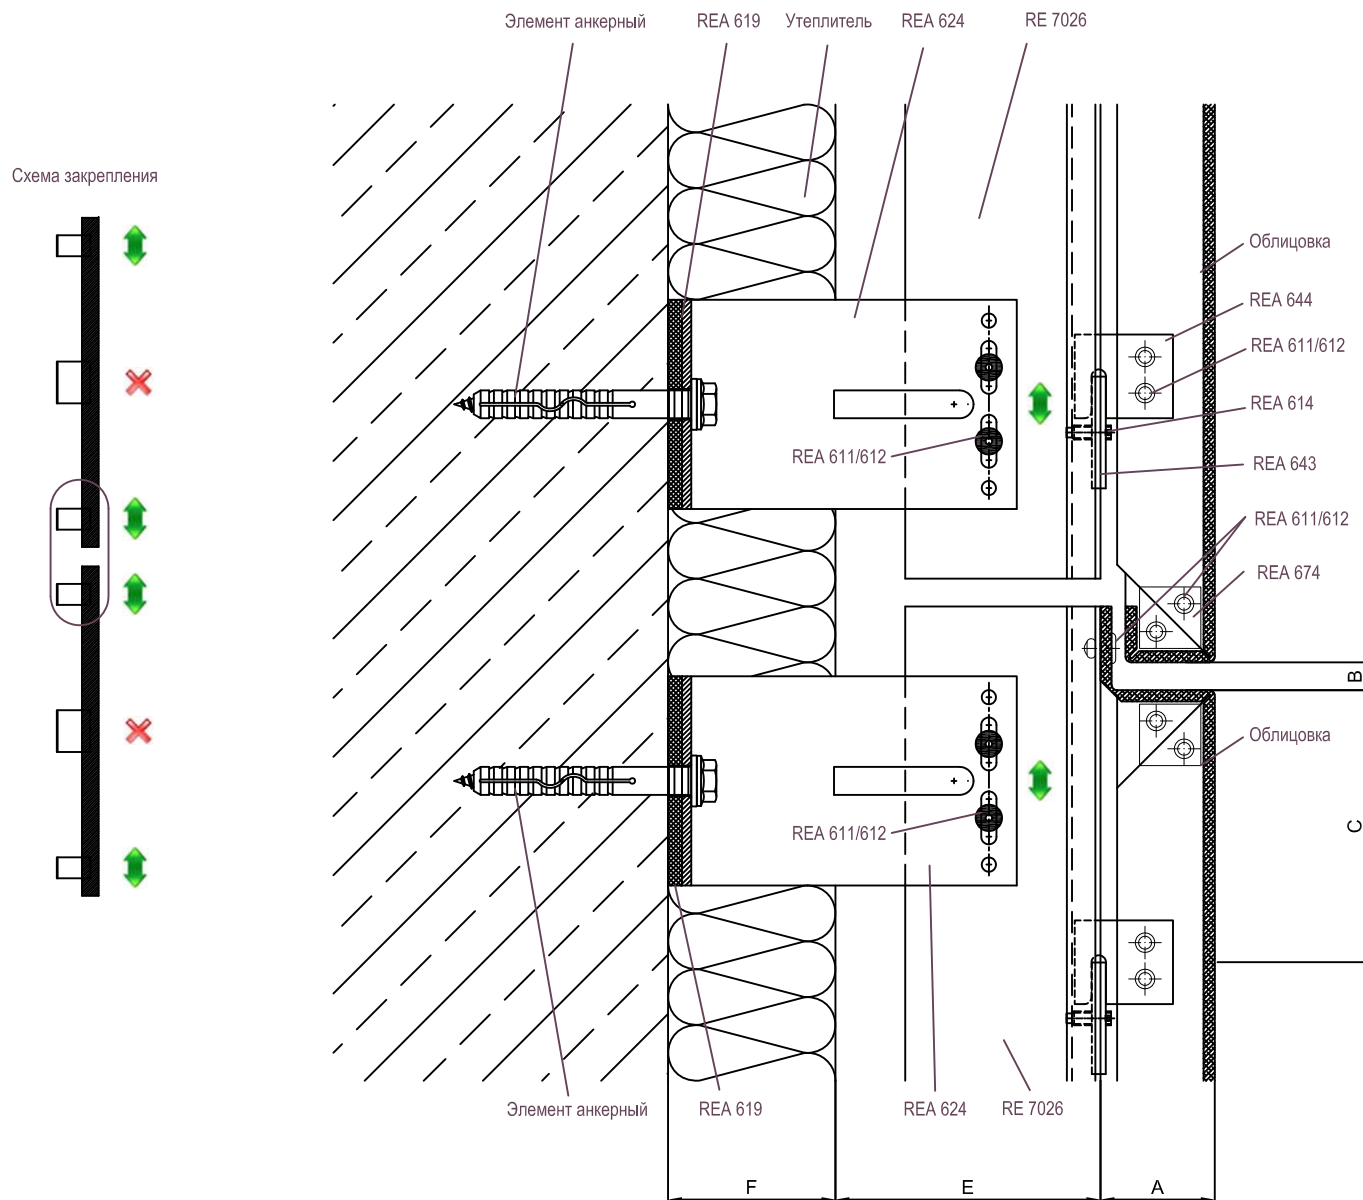 Элемент анкерный
REA 619
Утеплитель
REA 624
RE 7026
Схема закрепления
Облицовка
REA 644
REA 611/612
REA 614
REA 611/612
REA 643
REA 611/612
REA 674
B
Облицовка
REA 611/612
C
Элемент анкерный
REA 619
REA 624
RE 7026
F
E
A